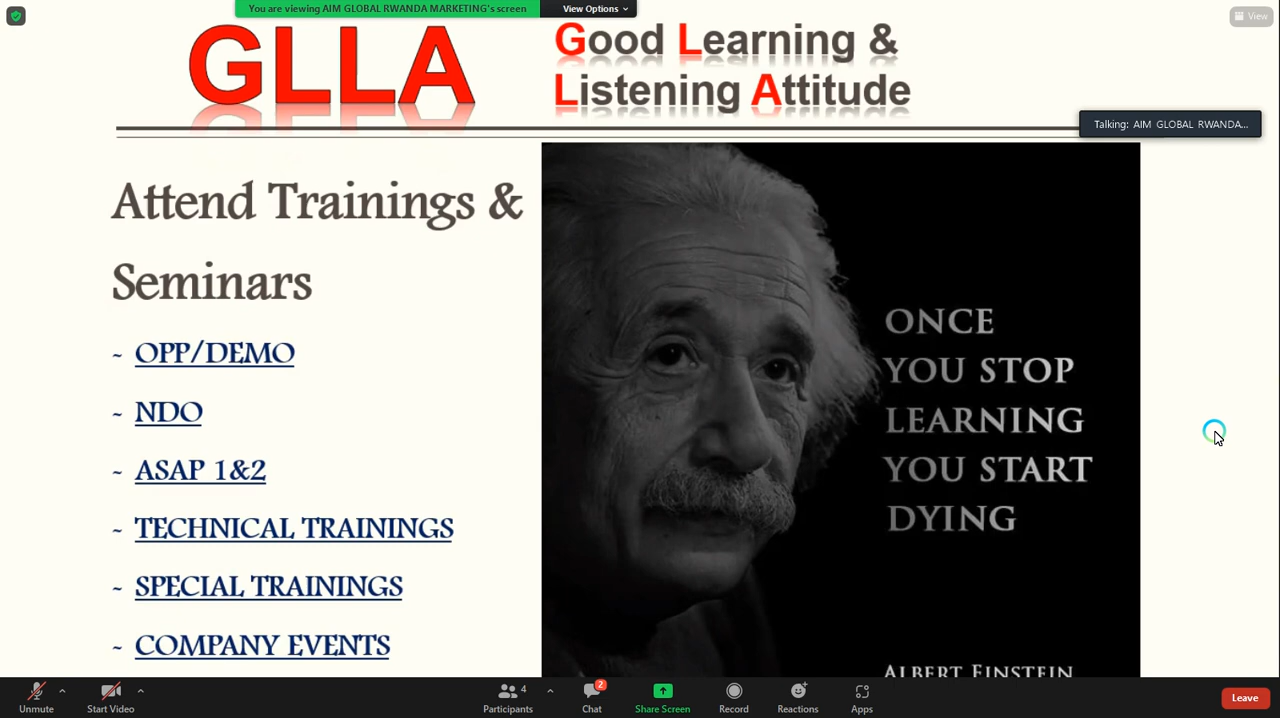 You are viewing AIM GLOBAL RWANDA MARKETING's screen
View Options
View
GLLA
Good Learning &
Listening Attitude
Talking: AIM GLOBAL RWANDA...
Attend Trainings &
Seminars
~ OPP/DEMO
~ NDO
~ ASAP 1&2
~ TECHNICAL TRAININGS
~ SPECIAL TRAININGS
~ COMPANY EVENTS
ONCE
YOU STOP
LEARNING
YOU START
DYING
ALBERT EINSTEIN
Unmute
Start Video
4
Participants
2
Chat
Share Screen
Record
Reactions
Apps
Leave